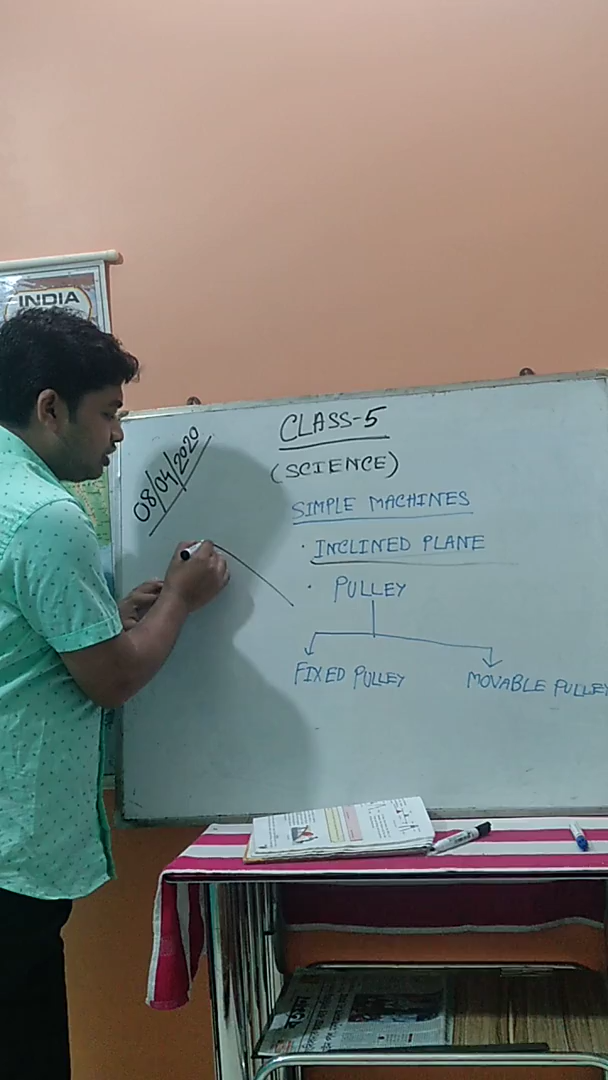 INDIA
08/04/2020
CLASS-5
(SCIENCE)
SIMPLE MACHINES
· INCLINED PLANE
· PULLEY
FIXED PULLEY
MOVABLE PULLEY